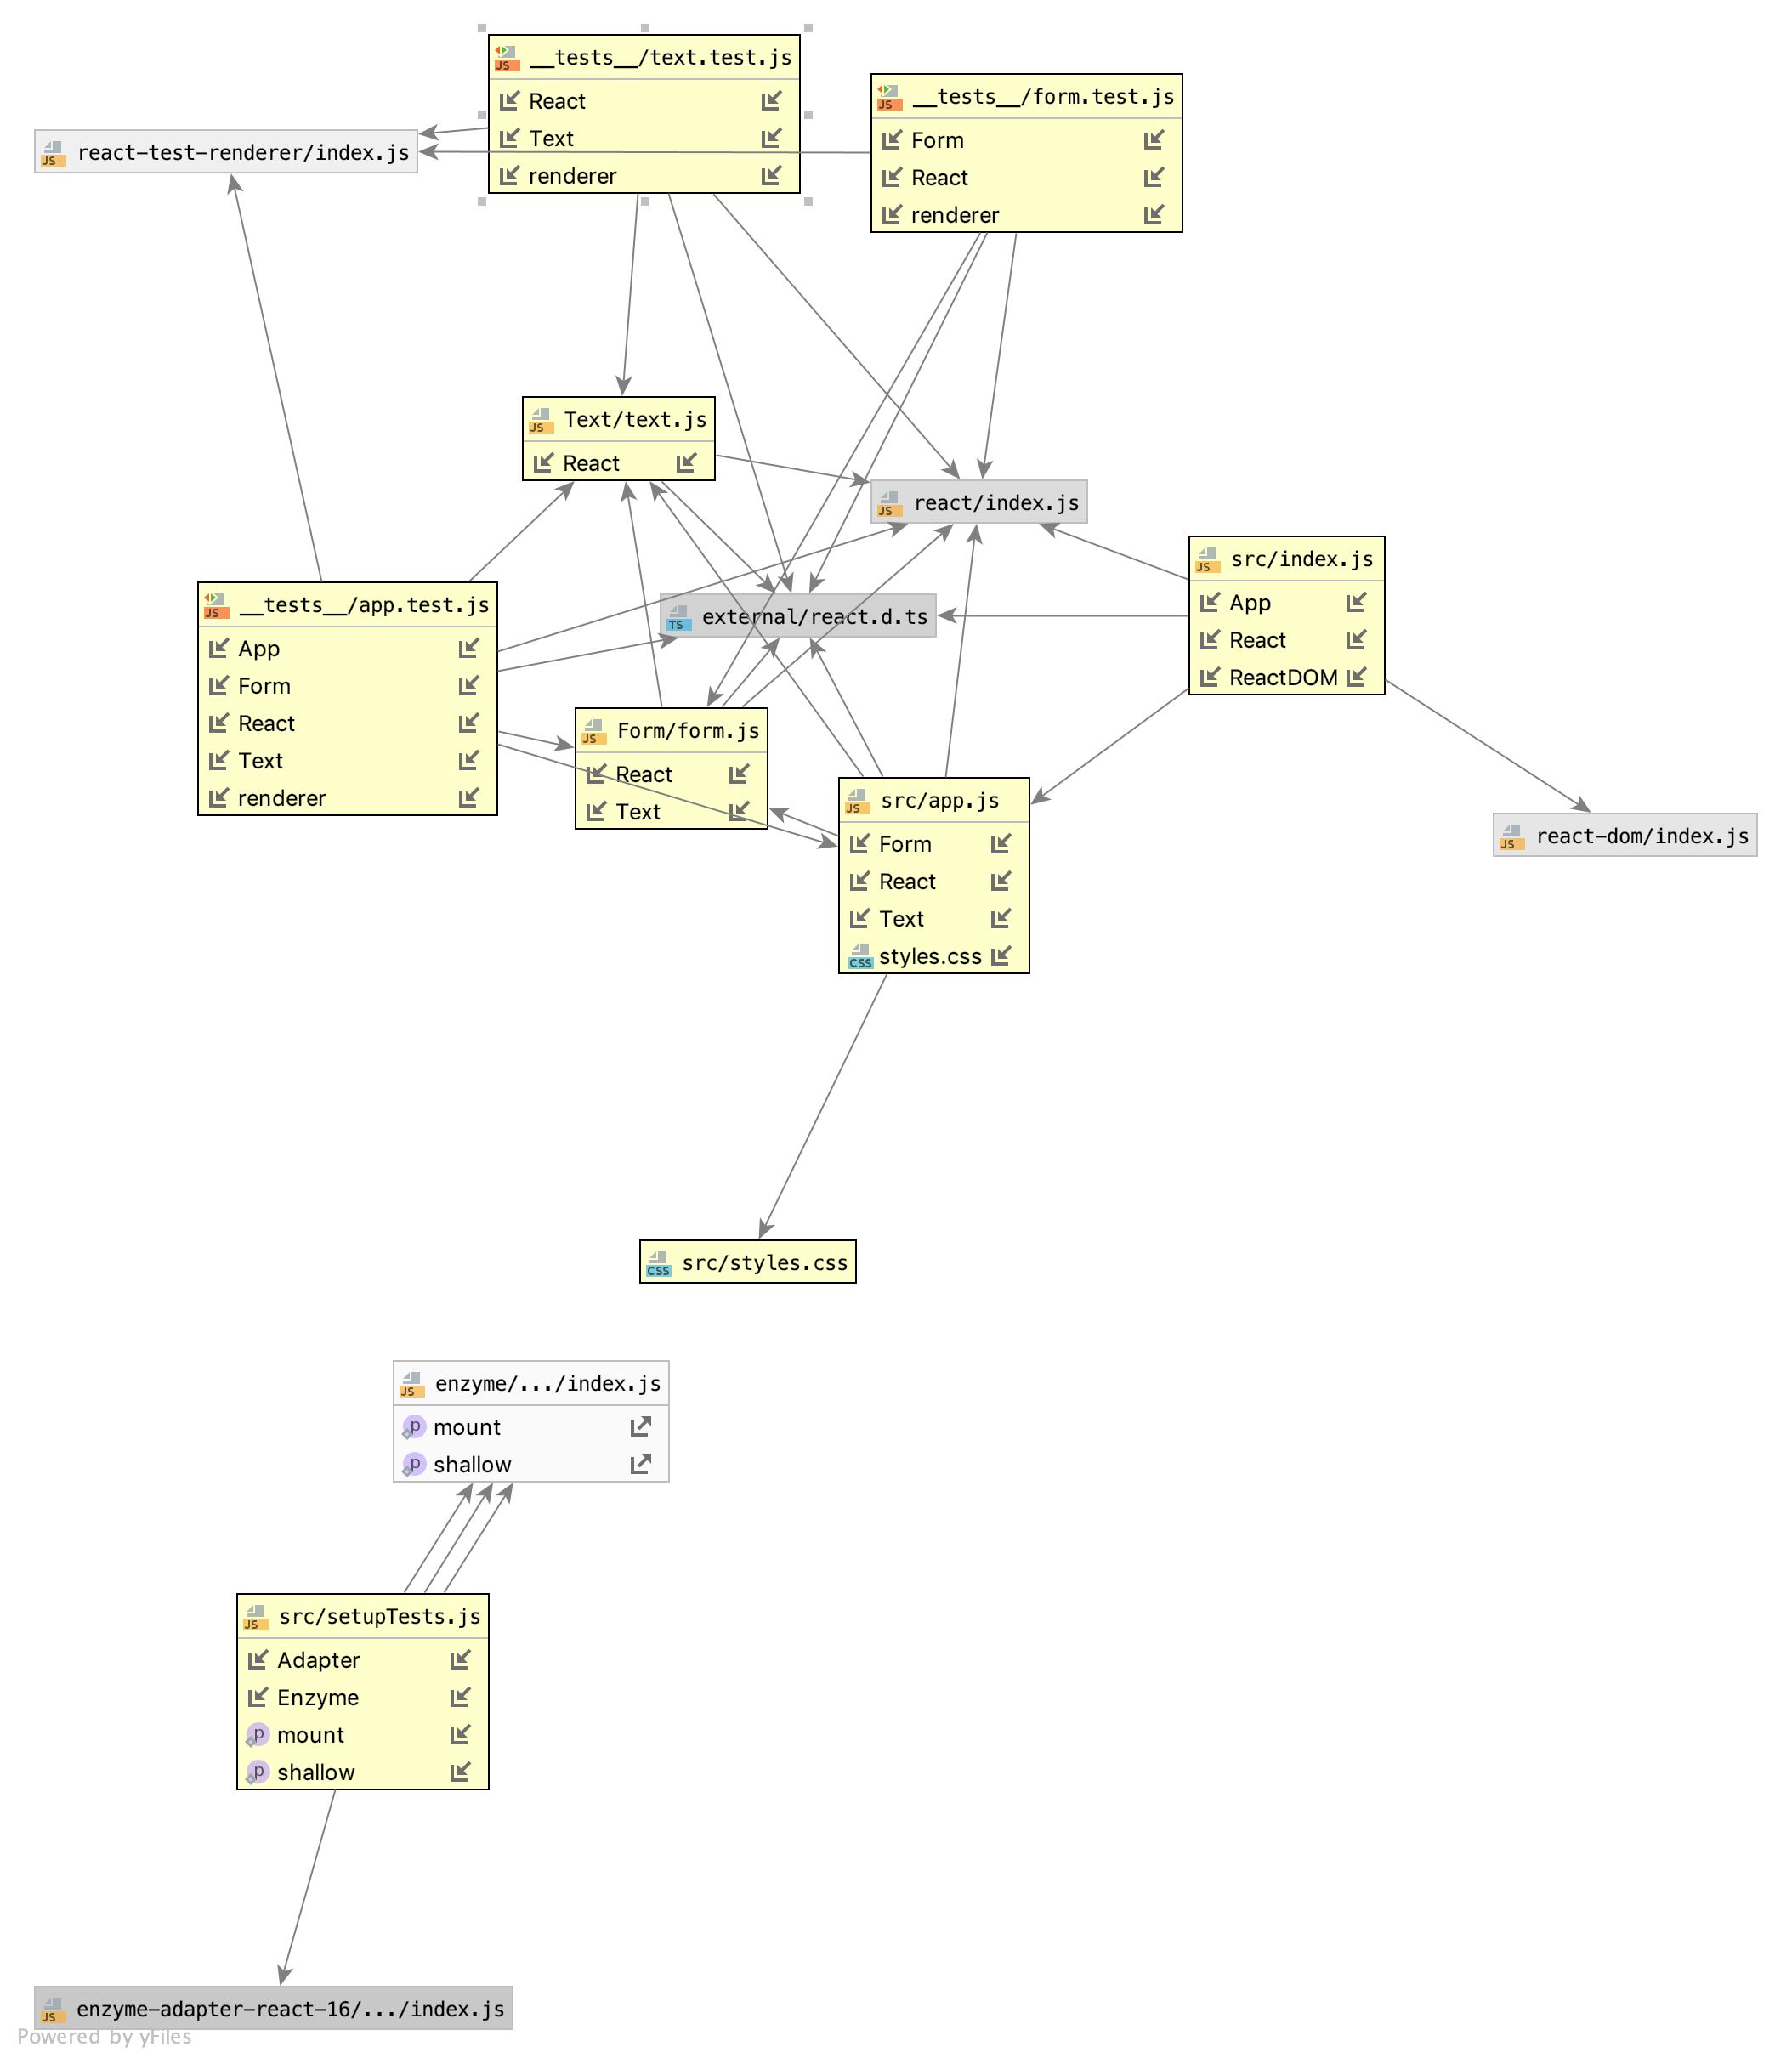 __tests__/text.test.js
React
Text
renderer
__tests__/form.test.js
Form
React
renderer
react-test-renderer/index.js
Text/text.js
React
react/index.js
src/index.js
App
React
ReactDOM
__tests__/app.test.js
App
Form
React
Text
renderer
external/react.d.ts
Form/form.js
React
Text
src/app.js
Form
React
Text
styles.css
react-dom/index.js
src/styles.css
enzyme/.../index.js
mount
shallow
src/setupTests.js
Adapter
Enzyme
mount
shallow
enzyme-adapter-react-16/.../index.js
Powered by yFiles